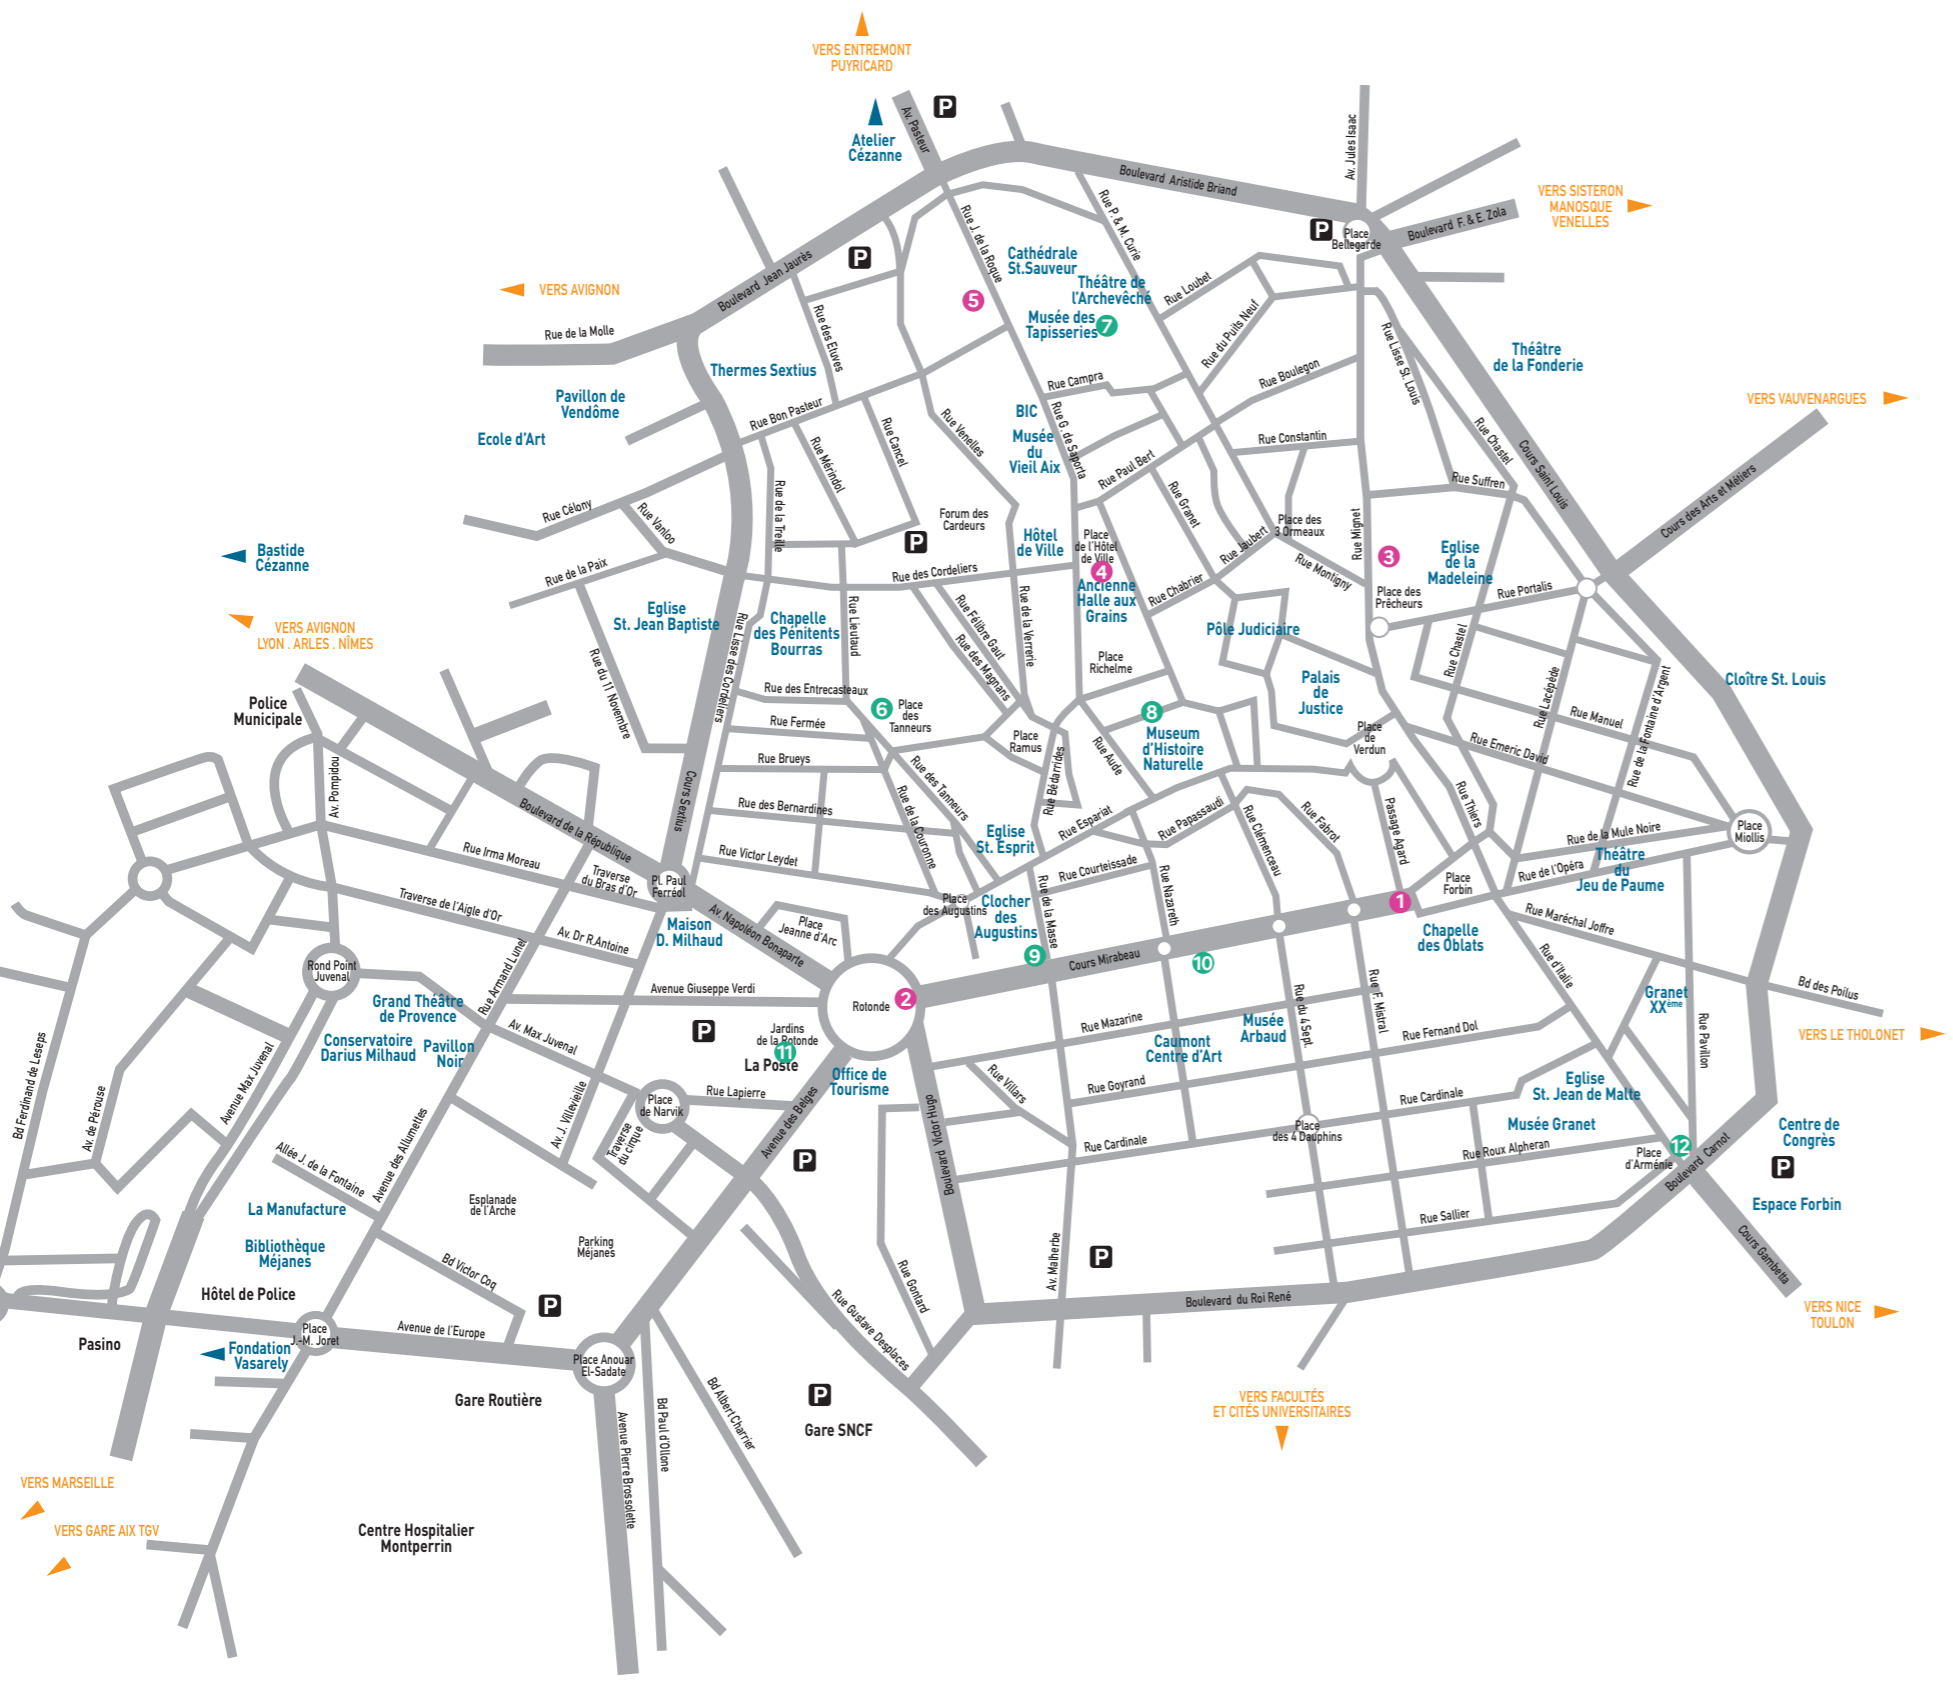 VERS ENTREMONT
PUYRICARD
P
Av. Pasteur
Atelier
Cézanne
Av. Jules Isaac
Boulevard Aristide Briand
VERS SISTERON
MANOSQUE
VENELLES
Rue P. & M. Curie
Rue J. de la Roque
Boulevard F. & E. Zola
P
Place
Bellegarde
Cathédrale
St.Sauveur
P
Boulevard Jean Jaurès
VERS AVIGNON
Théâtre de
l'Archevêché
Rue Loubet
5
Musée des
Tapisseries
7
Rue du Puits Neuf
Rue de la Molle
Rue des Etuves
Rue Lisse St. Louis
Théâtre
de la Fonderie
Thermes Sextius
Rue Campra
Rue Boulegon
Pavillon de
Vendôme
VERS VAUVENARGUES
Rue Bon Pasteur
BIC
Rue G. de Saporta
Rue Venelles
Rue Cancel
Ecole d'Art
Musée
du
Vieil Aix
Rue Constantin
Rue Chastel
Cours Saint Louis
Rue Mérindol
Rue Paul Bert
Rue Suffren
Cours des Arts et Métiers
Rue Célony
Rue Vanloo
Rue de la Treille
Forum des
Cardeurs
Rue Granet
Place des
3 Ormeaux
Rue Mignet
P
Hôtel
de Ville
Place
de l'Hôtel
de Ville
4
Rue Jaubert
3
Eglise
de la
Madeleine
Bastide
Cézanne
Rue de la Paix
Rue des Cordeliers
Ancienne
Halle aux
Grains
Rue Chabrier
Rue Montigny
Place des
Prêcheurs
Rue Portalis
Eglise
St. Jean Baptiste
Chapelle
des Pénitents
Bourras
Rue Lieutaud
Rue Félibre Gaut
Rue des Magnans
Rue de la Verrerie
Pôle Judiciaire
VERS AVIGNON
LYON . ARLES . NÎMES
Rue Lisse des Cordeliers
Rue du 11 Novembre
Place
Richelme
Rue Chastel
Rue Lacépède
Rue de la Fontaine d'Argent
Cloître St. Louis
Palais
de
Justice
Police
Municipale
Rue des Entrecasteaux
6
Place
des
Tanneurs
8
Rue Manuel
Rue Fermée
Place
Ramus
Museum
d'Histoire
Naturelle
Place
de
Verdun
Rue Emeric David
Rue Brueys
Rue Aude
Rue Bédarrides
Av. Pompidou
Cours Sextius
Rue des Tanneurs
Rue de la Couronne
Boulevard de la République
Rue des Bernardines
Eglise
St. Esprit
Rue Espariat
Rue Papassaudi
Rue Clémenceau
Rue Fabrot
Passage Agard
Rue Thiers
Rue de la Mule Noire
Place
Miollis
Rue Irma Moreau
Rue Victor Leydet
Traverse
du Bras d'Or
Pl. Paul
Ferréol
Rue Courteissade
Rue Nazareth
Place
Forbin
Rue de l'Opéra
Théâtre
du
Jeu de Paume
Traverse de l'Aigle d'Or
Place
des Augustins
Rue de la Masse
1
Rue Maréchal Joffre
Clocher
des
Augustins
Maison
D. Milhaud
Av. Napoléon Bonaparte
Place
Jeanne d'Arc
Av. Dr R.Antoine
Chapelle
des Oblats
9
Cours Mirabeau
10
Rond Point
Juvenal
Rue Armand Lunel
Rue d'Italie
Avenue Giuseppe Verdi
Rotonde
2
Granet
XXème
Bd des Poilus
Grand Théâtre
de Provence
Rue du 4 Sept.
Rue F. Mistral
Av. Max Juvenal
P
Jardins
de la Rotonde
11
La Poste
Rue Mazarine
Musée
Arbaud
Rue Fernand Dol
Rue Pavillon
VERS LE THOLONET
Conservatoire
Darius Milhaud
Pavillon
Noir
Caumont
Centre d'Art
Bd Ferdinand de Leseps
Avenue Max Juvenal
Office de
Tourisme
Rue Villars
Rue Goyrand
Rue Cardinale
Eglise
St. Jean de Malte
Av. de Pérouse
Av. J. Villevieille
Place
de Narvik
Rue Lapierre
Avenue des Belges
Boulevard Victor Hugo
Place
des 4 Dauphins
Musée Granet
Centre de
Congrès
Traverse
du cirque
Rue Cardinale
Rue Roux Alpheran
12
Place
d'Arménie
Boulevard Carnot
P
Allée J. de la Fontaine
Avenue des Allumettes
P
Esplanade
de l'Arche
La Manufacture
Espace Forbin
Rue Sallier
Bibliothèque
Méjanes
Parking
Méjanes
Cours Gambetta
Av. Malherbe
P
Bd Victor Coq
Hôtel de Police
P
Rue Gontard
Rue Gustave Desplaces
Boulevard du Roi René
VERS NICE
TOULON
Pasino
Place
J.-M. Joret
Avenue de l'Europe
Fondation
Vasarely
Place Anouar
El-Sadate
Gare Routière
Bd Paul d'Ollone
Bd Albert Charrier
P
Gare SNCF
VERS FACULTÉS
ET CITÉS UNIVERSITAIRES
Avenue Pierre Brossolette
VERS MARSEILLE
VERS GARE AIX TGV
Centre Hospitalier
Montperrin